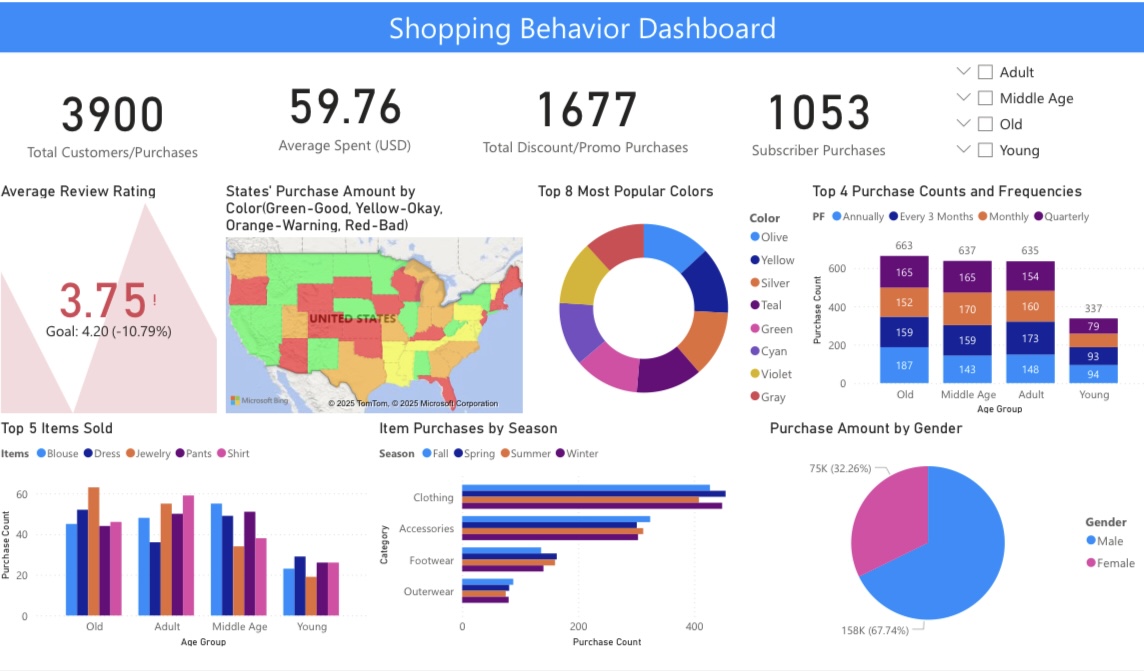 Shopping Behavior Dashboard
3900
Total Customers/Purchases
59.76
Average Spent (USD)
1677
Total Discount/Promo Purchases
1053
Subscriber Purchases
Adult
Middle Age
Old
Young
Average Review Rating
3.75!
Goal: 4.20 (-10.79%)
States' Purchase Amount by
Color(Green-Good, Yellow-Okay,
Orange-Warning, Red-Bad)
UNITED STATES
Microsoft Bing
© 2025 TomTom, © 2025 Microsoft Corporation
Top 8 Most Popular Colors
Color
Olive
Yellow
Silver
Teal
Green
Cyan
Violet
Gray
Top 4 Purchase Counts and Frequencies
PF Annually Every 3 Months Monthly Quarterly
663 637 635 337
600
400
200
0
Purchase Count
165 165 154 79
152 170 160
159 159 173 93
187 143 148 94
Old Middle Age Adult Young
Age Group
Top 5 Items Sold
Items Blouse Dress Jewelry Pants Shirt
60
40
20
0
Purchase Count
Old Adult Middle Age Young
Age Group
Item Purchases by Season
Season Fall Spring Summer Winter
Category
Clothing
Accessories
Footwear
Outerwear
0 200 400
Purchase Count
Purchase Amount by Gender
75K (32.26%)
158K (67.74%)
Gender
Male
Female